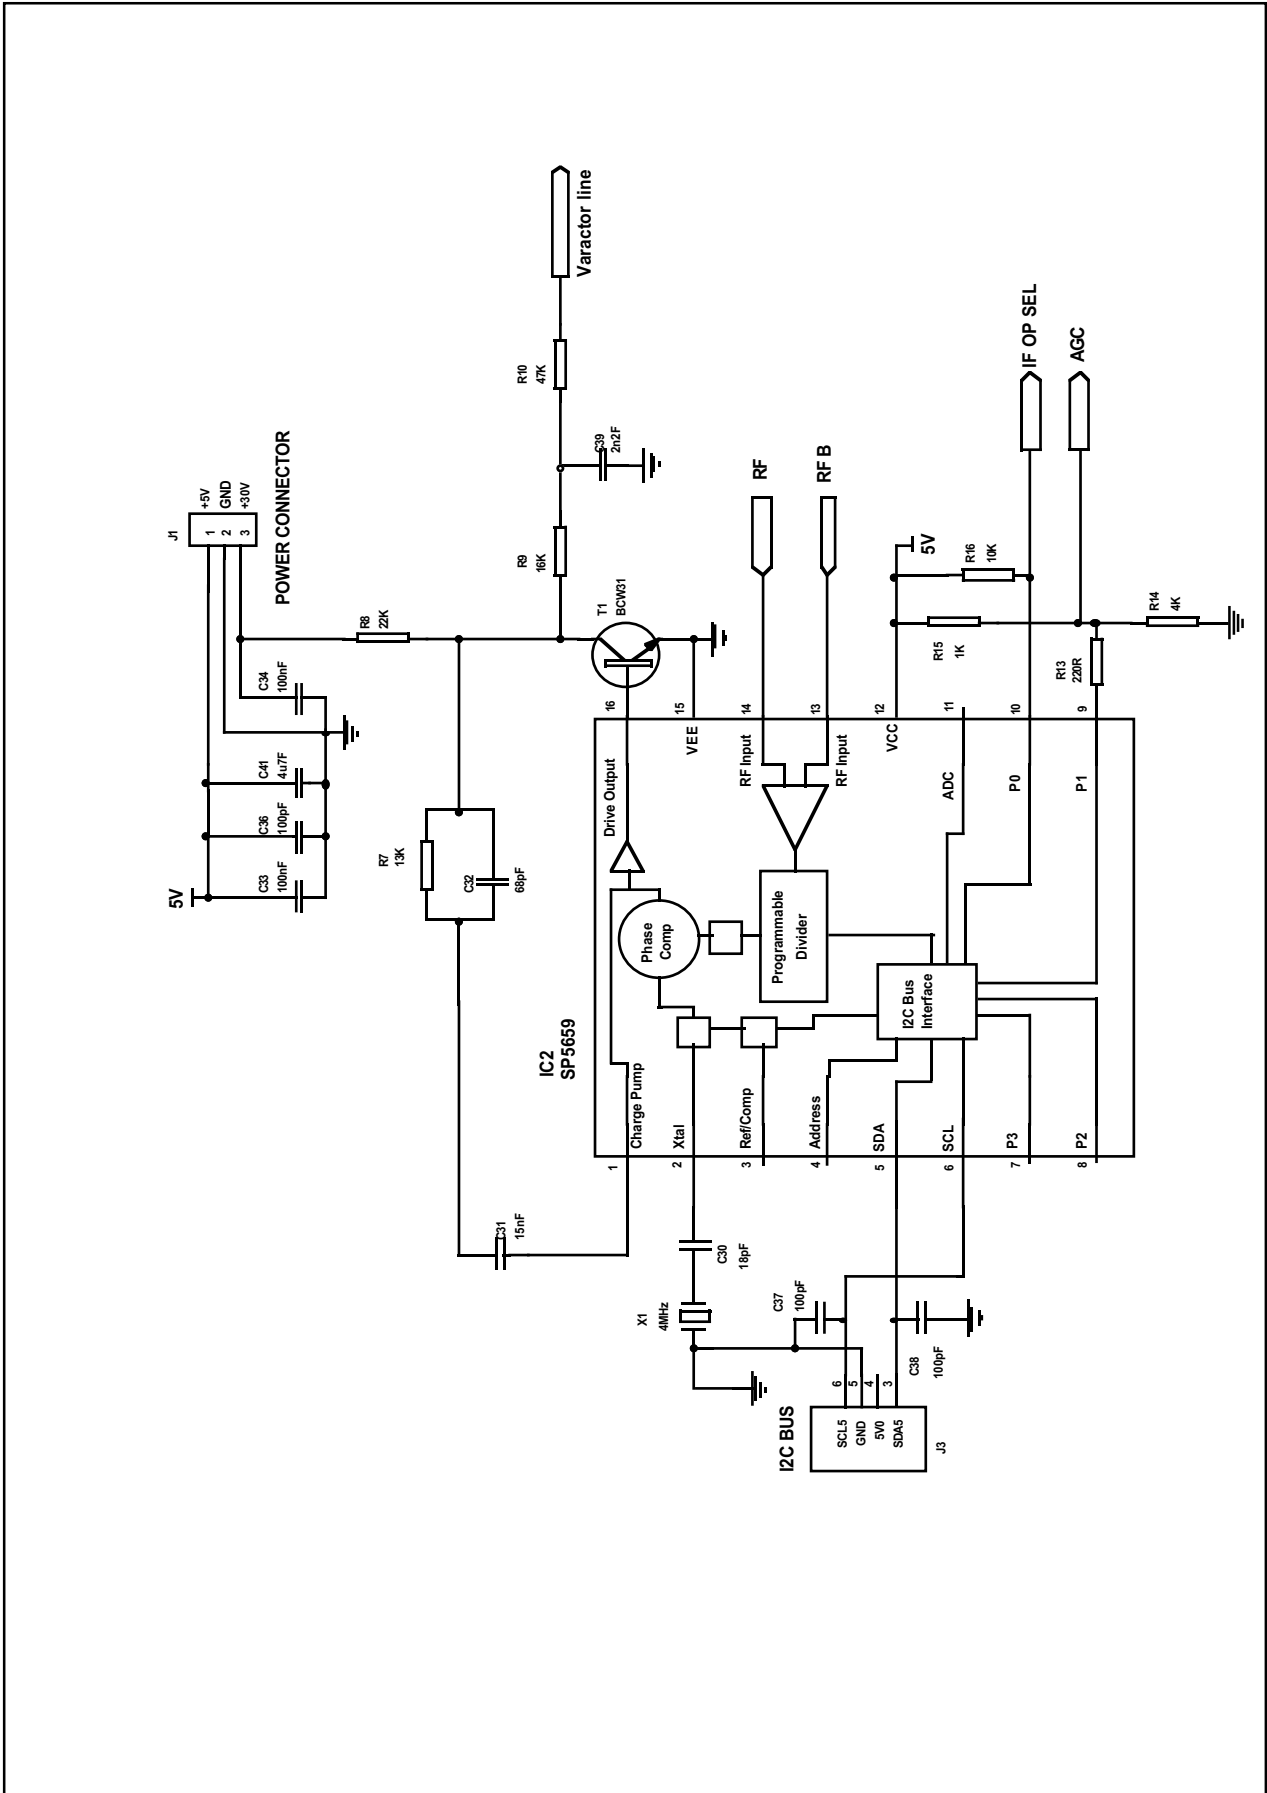 J1
+5V
GND
+30V
1
2
3
POWER CONNECTOR
5V
C33
100nF
C36
100pF
C41
4u7F
C34
100nF
R8
22K
R7
13K
C32
68pF
C31
15nF
R9
16K
R10
47K
C39
2n2F
Varactor line
T1
BCW31
RF
RF B
5V
R16
10K
R15
1K
R13
220R
R14
4K
IF OP SEL
AGC
IC2
SP5659
16
15
14
13
12
11
10
9
Drive Output
VEE
RF Input
RF Input
VCC
ADC
P0
P1
Phase
Comp
Programmable
Divider
I2C Bus
Interface
Charge Pump
Xtal
Ref/Comp
Address
SDA
SCL
P3
P2
1
2
3
4
5
6
7
8
C30
18pF
X1
4MHz
C37
100pF
C38
100pF
I2C BUS
6
5
4
3
SCL5
GND
5V0
SDA5
J3